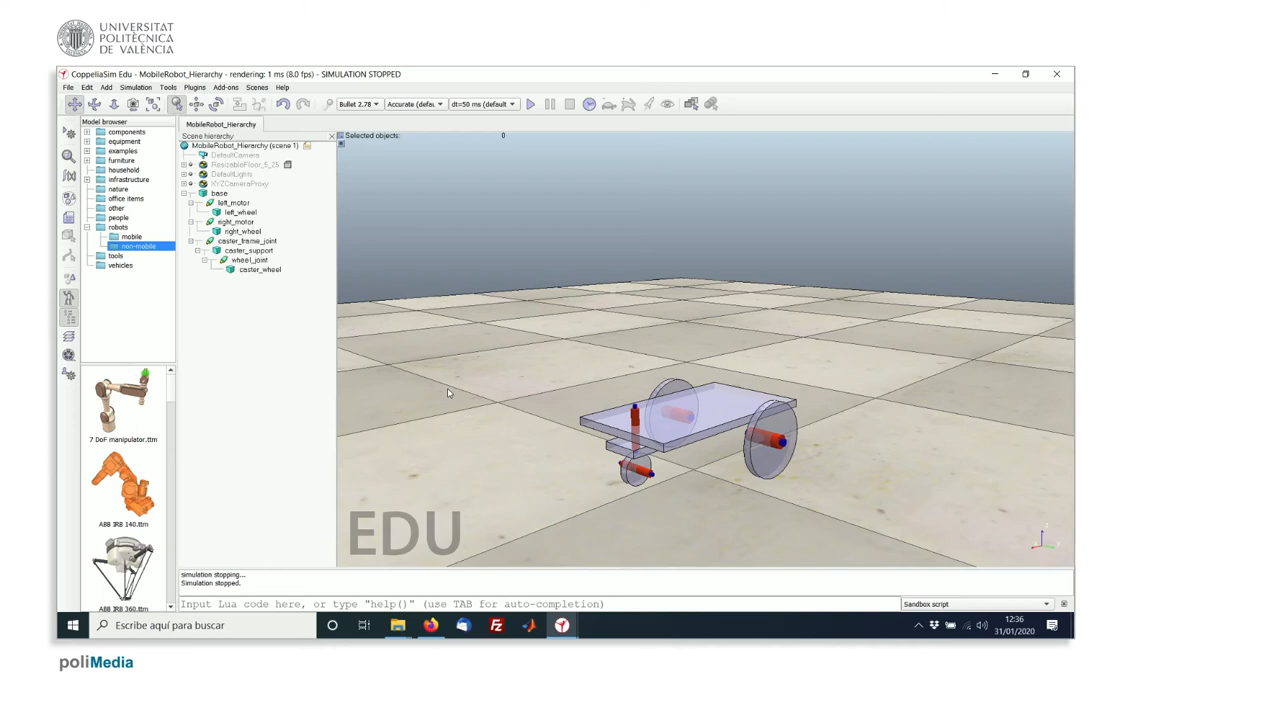 UNIVERSITAT
POLITÈCNICA
DE VALÈNCIA
CoppeliaSim Edu - MobileRobot_Hierarchy - rendering: 1 ms (8.0 fps) - SIMULATION STOPPED
File Edit Add Simulation Tools Plugins Add-ons Scenes Help
Bullet 2.78 Accurate (defau dt=50 ms (default
Model browser
components
equipment
examples
furniture
household
infrastructure
nature
office items
other
people
robots
mobile
non-mobile
tools
vehicles
7 DoF manipulator.ttm
ABB IRB 140.ttm
ABB IRB 360.ttm
MobileRobot_Hierarchy
Scene hierarchy
MobileRobot_Hierarchy (scene 1)
DefaultCamera
ResizableFloor_5_25
DefaultLights
XYZCameraProxy
base
left_motor
left_wheel
right_motor
right_wheel
caster_frame_joint
caster_support
wheel_joint
caster_wheel
Selected objects: 0
EDU
simulation stopping...
Simulation stopped.
Input Lua code here, or type "help()" (use TAB for auto-completion)
Sandbox script
Escribe aquí para buscar
12:36
31/01/2020
poliMedia